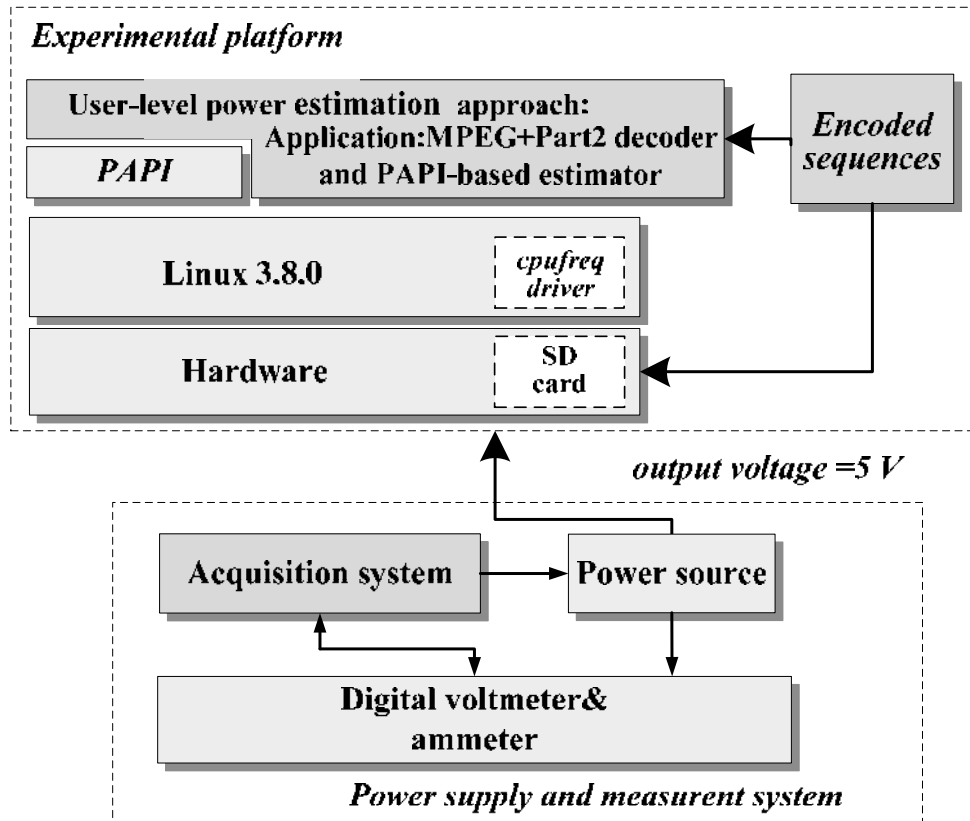 Experimental platform
User-level power estimation approach:
Application:MPEG+Part2 decoder
and PAPI-based estimator
PAPI
Encoded
sequences
Linux 3.8.0
cpufreq
driver
Hardware
SD
card
output voltage =5 V
Acquisition system
Power source
Digital voltmeter&
ammeter
Power supply and measurent system